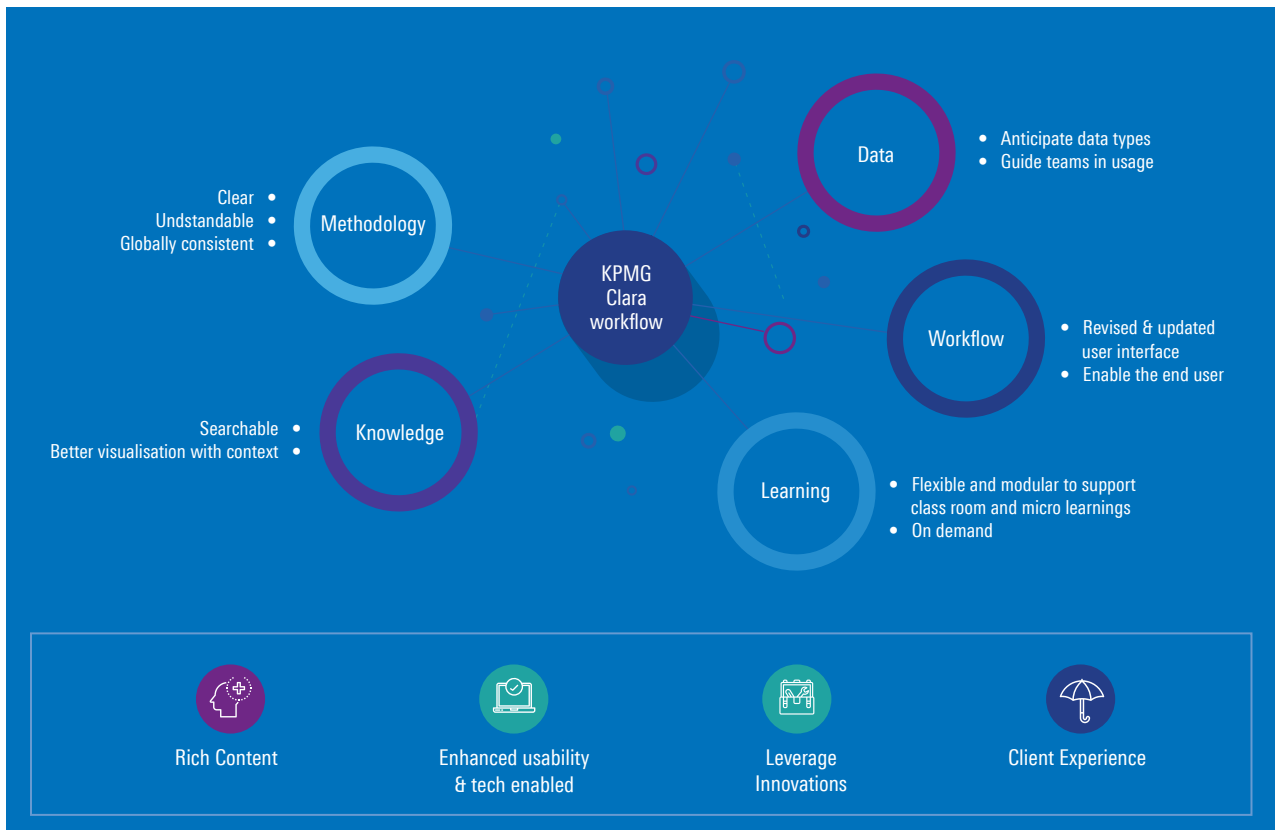 KPMG
Clara
workflow
Methodology
Clear
Undstandable
Globally consistent
Knowledge
Searchable
Better visualisation with context
Data
Anticipate data types
Guide teams in usage
Workflow
Revised & updated
user interface
Enable the end user
Learning
Flexible and modular to support
class room and micro learnings
On demand
Rich Content
Enhanced usability
& tech enabled
Leverage
Innovations
Client Experience